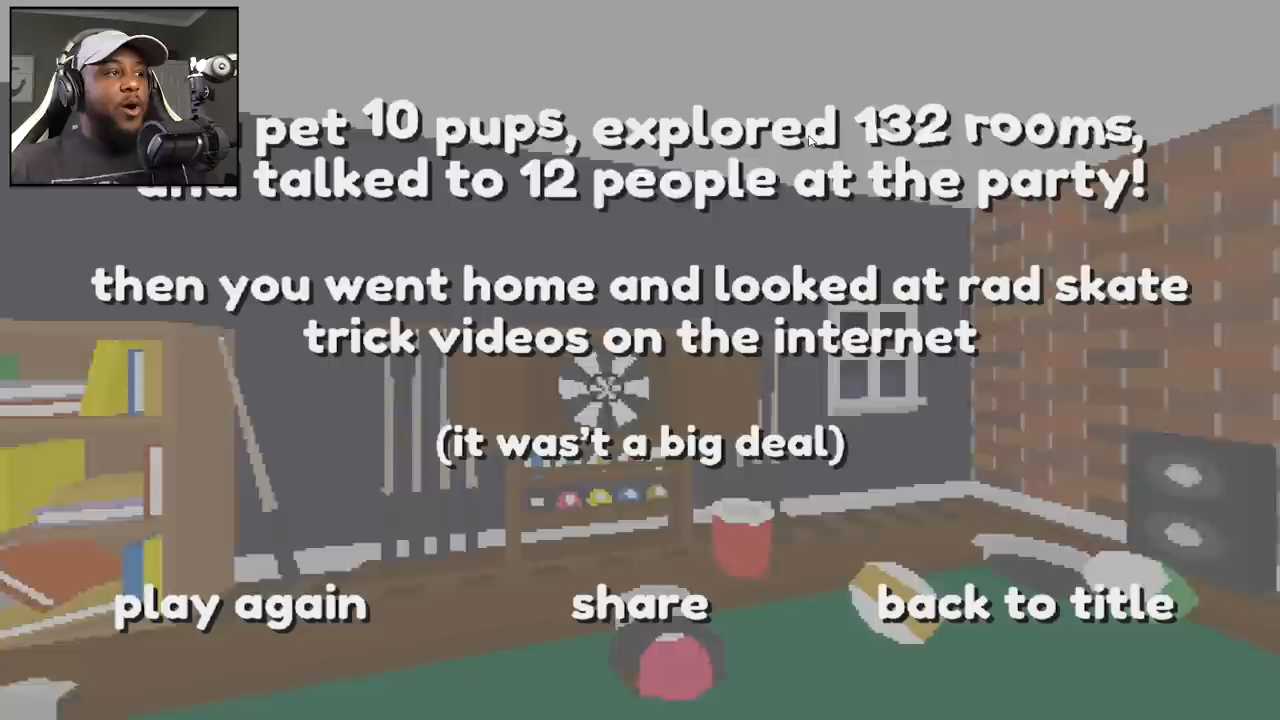 pet 10 pups, explored 132 rooms,
and talked to 12 people at the party!
then you went home and looked at rad skate
trick videos on the internet
(it was't a big deal)
play again
share
back to title